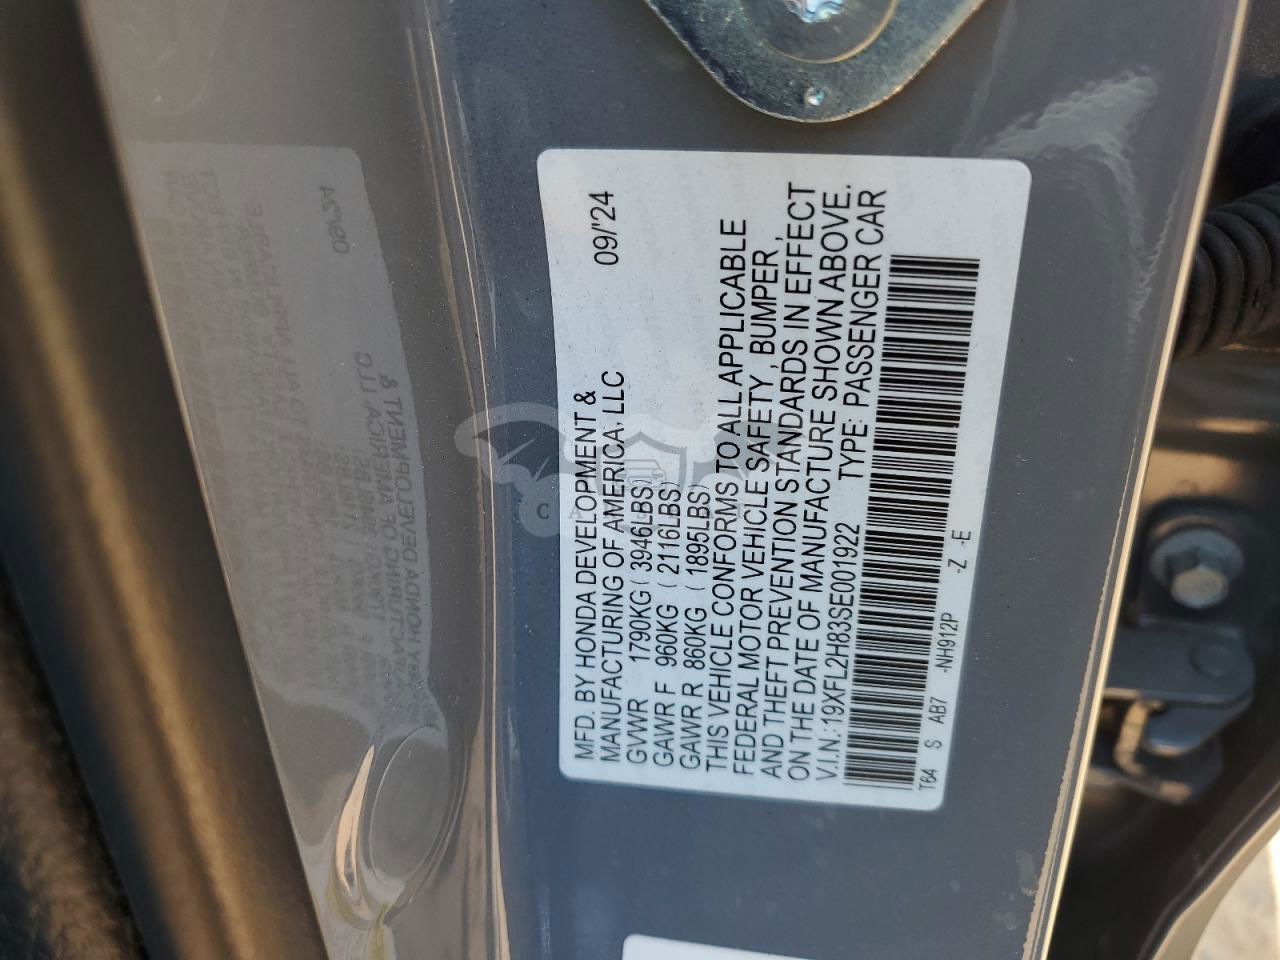 09/'24
MFD. BY HONDA DEVELOPMENT &
MANUFACTURING OF AMERICA, LLC
GVWR 1790KG ( 3946LBS)
GAWR F 960KG ( 2116LBS)
GAWR R 860KG ( 1895LBS)
THIS VEHICLE CONFORMS TO ALL APPLICABLE
FEDERAL MOTOR VEHICLE SAFETY, BUMPER,
AND THEFT PREVENTION STANDARDS IN EFFECT
ON THE DATE OF MANUFACTURE SHOWN ABOVE.
V.I.N.:19XFL2H83SE001922 TYPE: PASSENGER CAR
T64 S AB7 -NH912P -Z -E